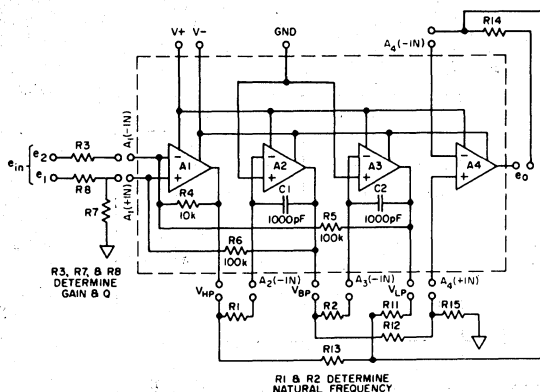 V+ V- GND R14
A4(-IN)
A1(-IN)
e2 R3
ein { A1 A2 A3 A4 eo
e1 R8
R4
10k
C1
1000pF
C2
1000pF
R7
A1(+IN)
R5
100k
R6
100k
R3, R7, & R8
DETERMINE
GAIN & Q
VHP A2(-IN) VBP A3(-IN) VLP A4(+IN)
R1 R2 R11 R15
R12
R13
R1 & R2 DETERMINE
NATURAL FREQUENCY